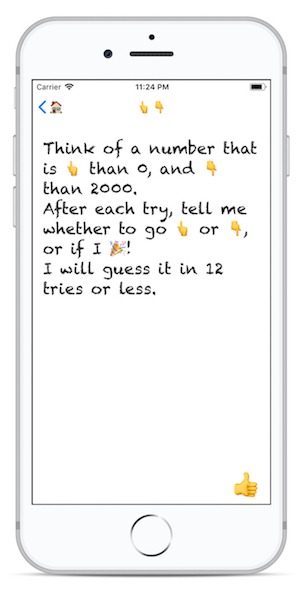 Carrier 11:24 PM
👆👇
Think of a number that
is 👆 than 0, and 👇
than 2000.
After each try, tell me
whether to go 👆 or 👇,
or if I 🎉!
I will guess it in 12
tries or less.